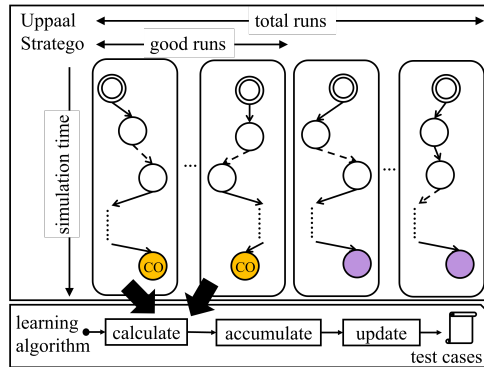 Uppaal
Stratego
total runs
good runs
simulation time
...
...
CO
CO
learning
algorithm
calculate
accumulate
update
test cases